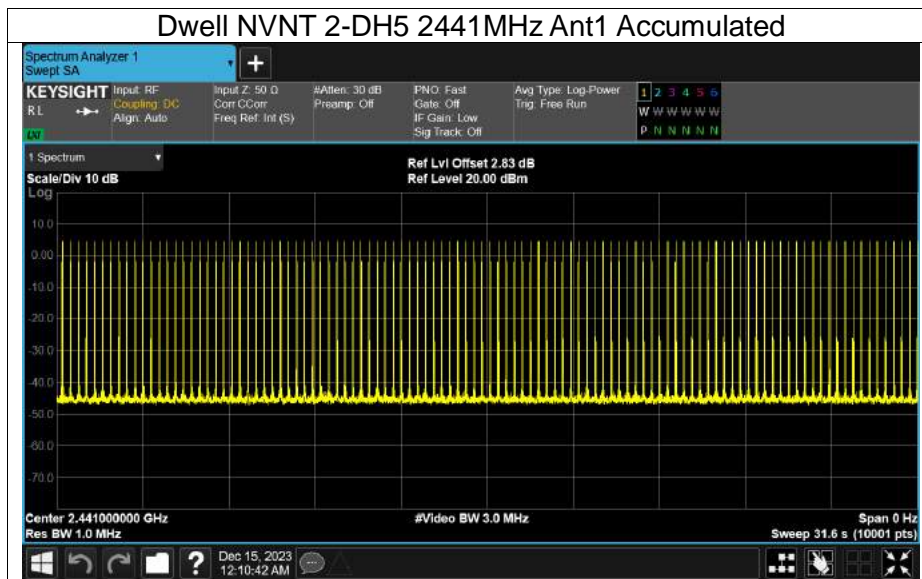 Dwell NVNT 2-DH5 2441MHz Ant1 Accumulated
Spectrum Analyzer 1
Swept SA
+
KEYSIGHT Input: RF Input Z: 50 Ω #Atten: 30 dB PNO: Fast Avg Type: Log-Power 1 2 3 4 5 6
R L Coupling: DC Corr CCorr Preamp: Off Gate: Off Trig: Free Run W W W W W W
Align: Auto Freq Ref: Int (S) IF Gain: Low P N N N N N
LXI Sig Track: Off
1 Spectrum
Scale/Div 10 dB
Ref Lvl Offset 2.83 dB
Ref Level 20.00 dBm
Log
10.0
0.00
-10.0
-20.0
-30.0
-40.0
-50.0
-60.0
-70.0
Center 2.441000000 GHz #Video BW 3.0 MHz Span 0 Hz
Res BW 1.0 MHz Sweep 31.6 s (10001 pts)
? Dec 15, 2023
12:10:42 AM